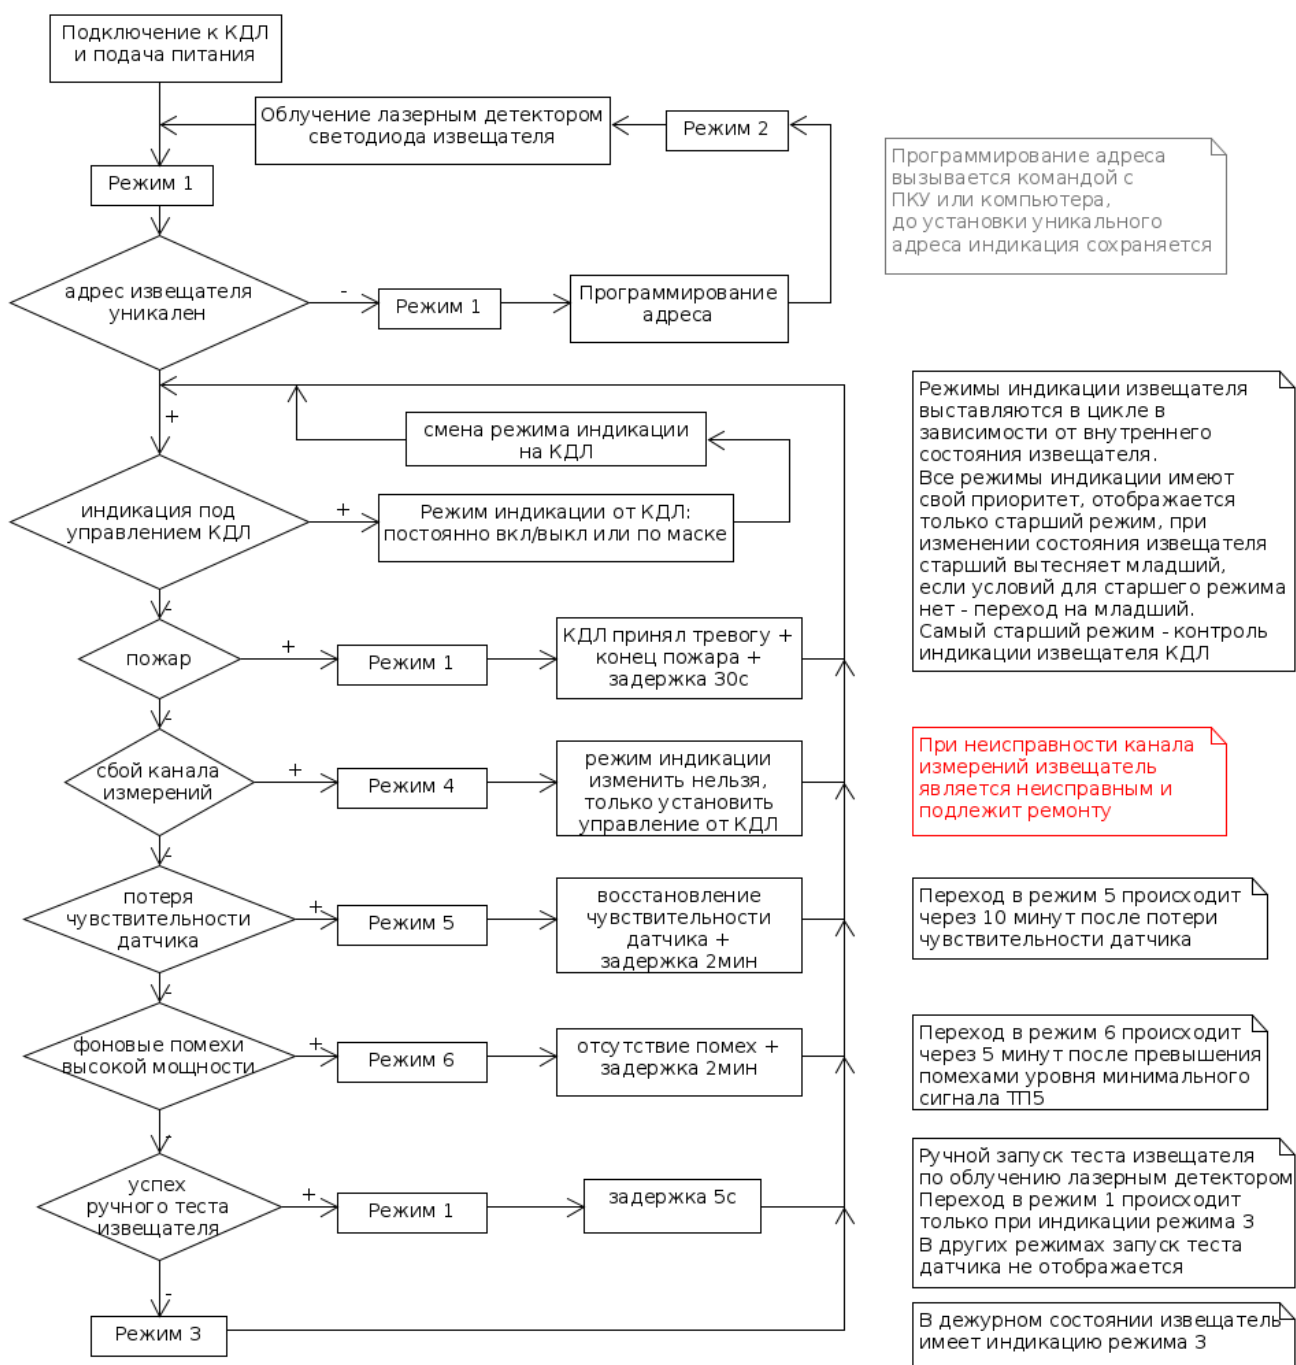 Подключение к КДЛ
и подача питания
Облучение лазерным детектором
светодиода извещателя
Режим 2
Программирование адреса
вызывается командой с
ПКУ или компьютера,
до установки уникального
адреса индикация сохраняется
Режим 1
адрес извещателя
уникален
-
Режим 1
Программирование
адреса
+
смена режима индикации
на КДЛ
Режимы индикации извещателя
выставляются в цикле в
зависимости от внутреннего
состояния извещателя.
Все режимы индикации имеют
свой приоритет, отображается
только старший режим, при
изменении состояния извещателя
старший вытесняет младший,
если условий для старшего режима
нет - переход на младший.
Самый старший режим - контроль
индикации извещателя КДЛ
индикация под
управлением КДЛ
+
Режим индикации от КДЛ:
постоянно вкл/выкл или по маске
-
пожар
+
Режим 1
КДЛ принял тревогу +
конец пожара +
задержка 30с
-
сбой канала
измерений
+
Режим 4
режим индикации
изменить нельзя,
только установить
управление от КДЛ
При неисправности канала
измерений извещатель
является неисправным и
подлежит ремонту
-
потеря
чувствительности
датчика
+
Режим 5
восстановление
чувствительности
датчика +
задержка 2мин
Переход в режим 5 происходит
через 10 минут после потери
чувствительности датчика
-
фоновые помехи
высокой мощности
+
Режим 6
отсутствие помех +
задержка 2мин
Переход в режим 6 происходит
через 5 минут после превышения
помехами уровня минимального
сигнала ТП5
-
успех
ручного теста
извещателя
+
Режим 1
задержка 5с
Ручной запуск теста извещателя
по облучению лазерным детектором
Переход в режим 1 происходит
только при индикации режима 3
В других режимах запуск теста
датчика не отображается
-
Режим 3
В дежурном состоянии извещатель
имеет индикацию режима 3